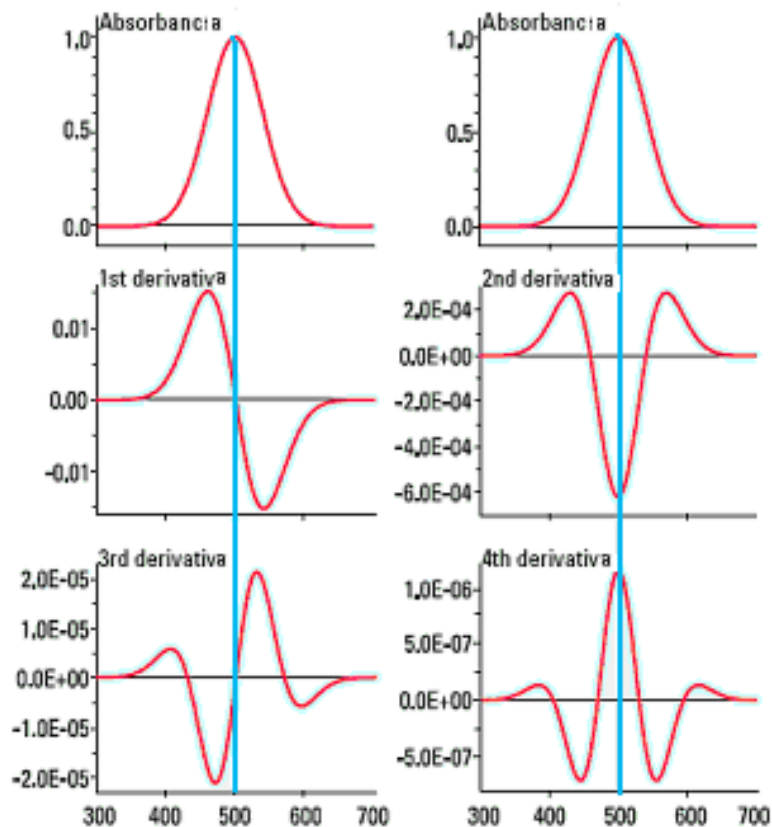 Absorbancia
1.0
0.5
0.0
Absorbancia
1.0
0.5
0.0
1st derivativa
0.01
0.00
-0.01
400
600
2nd derivativa
2.0E-04
0.0E+00
-2.0E-04
-4.0E-04
-6.0E-04
3rd derivativa
2.0E-05
1.0E-05
0.0E+00
-1.0E-05
-2.0E-05
300 400 500 600 700
4th derivativa
1.0E-06
5.0E-07
0.0E+00
-5.0E-07
300 400 500 600 700